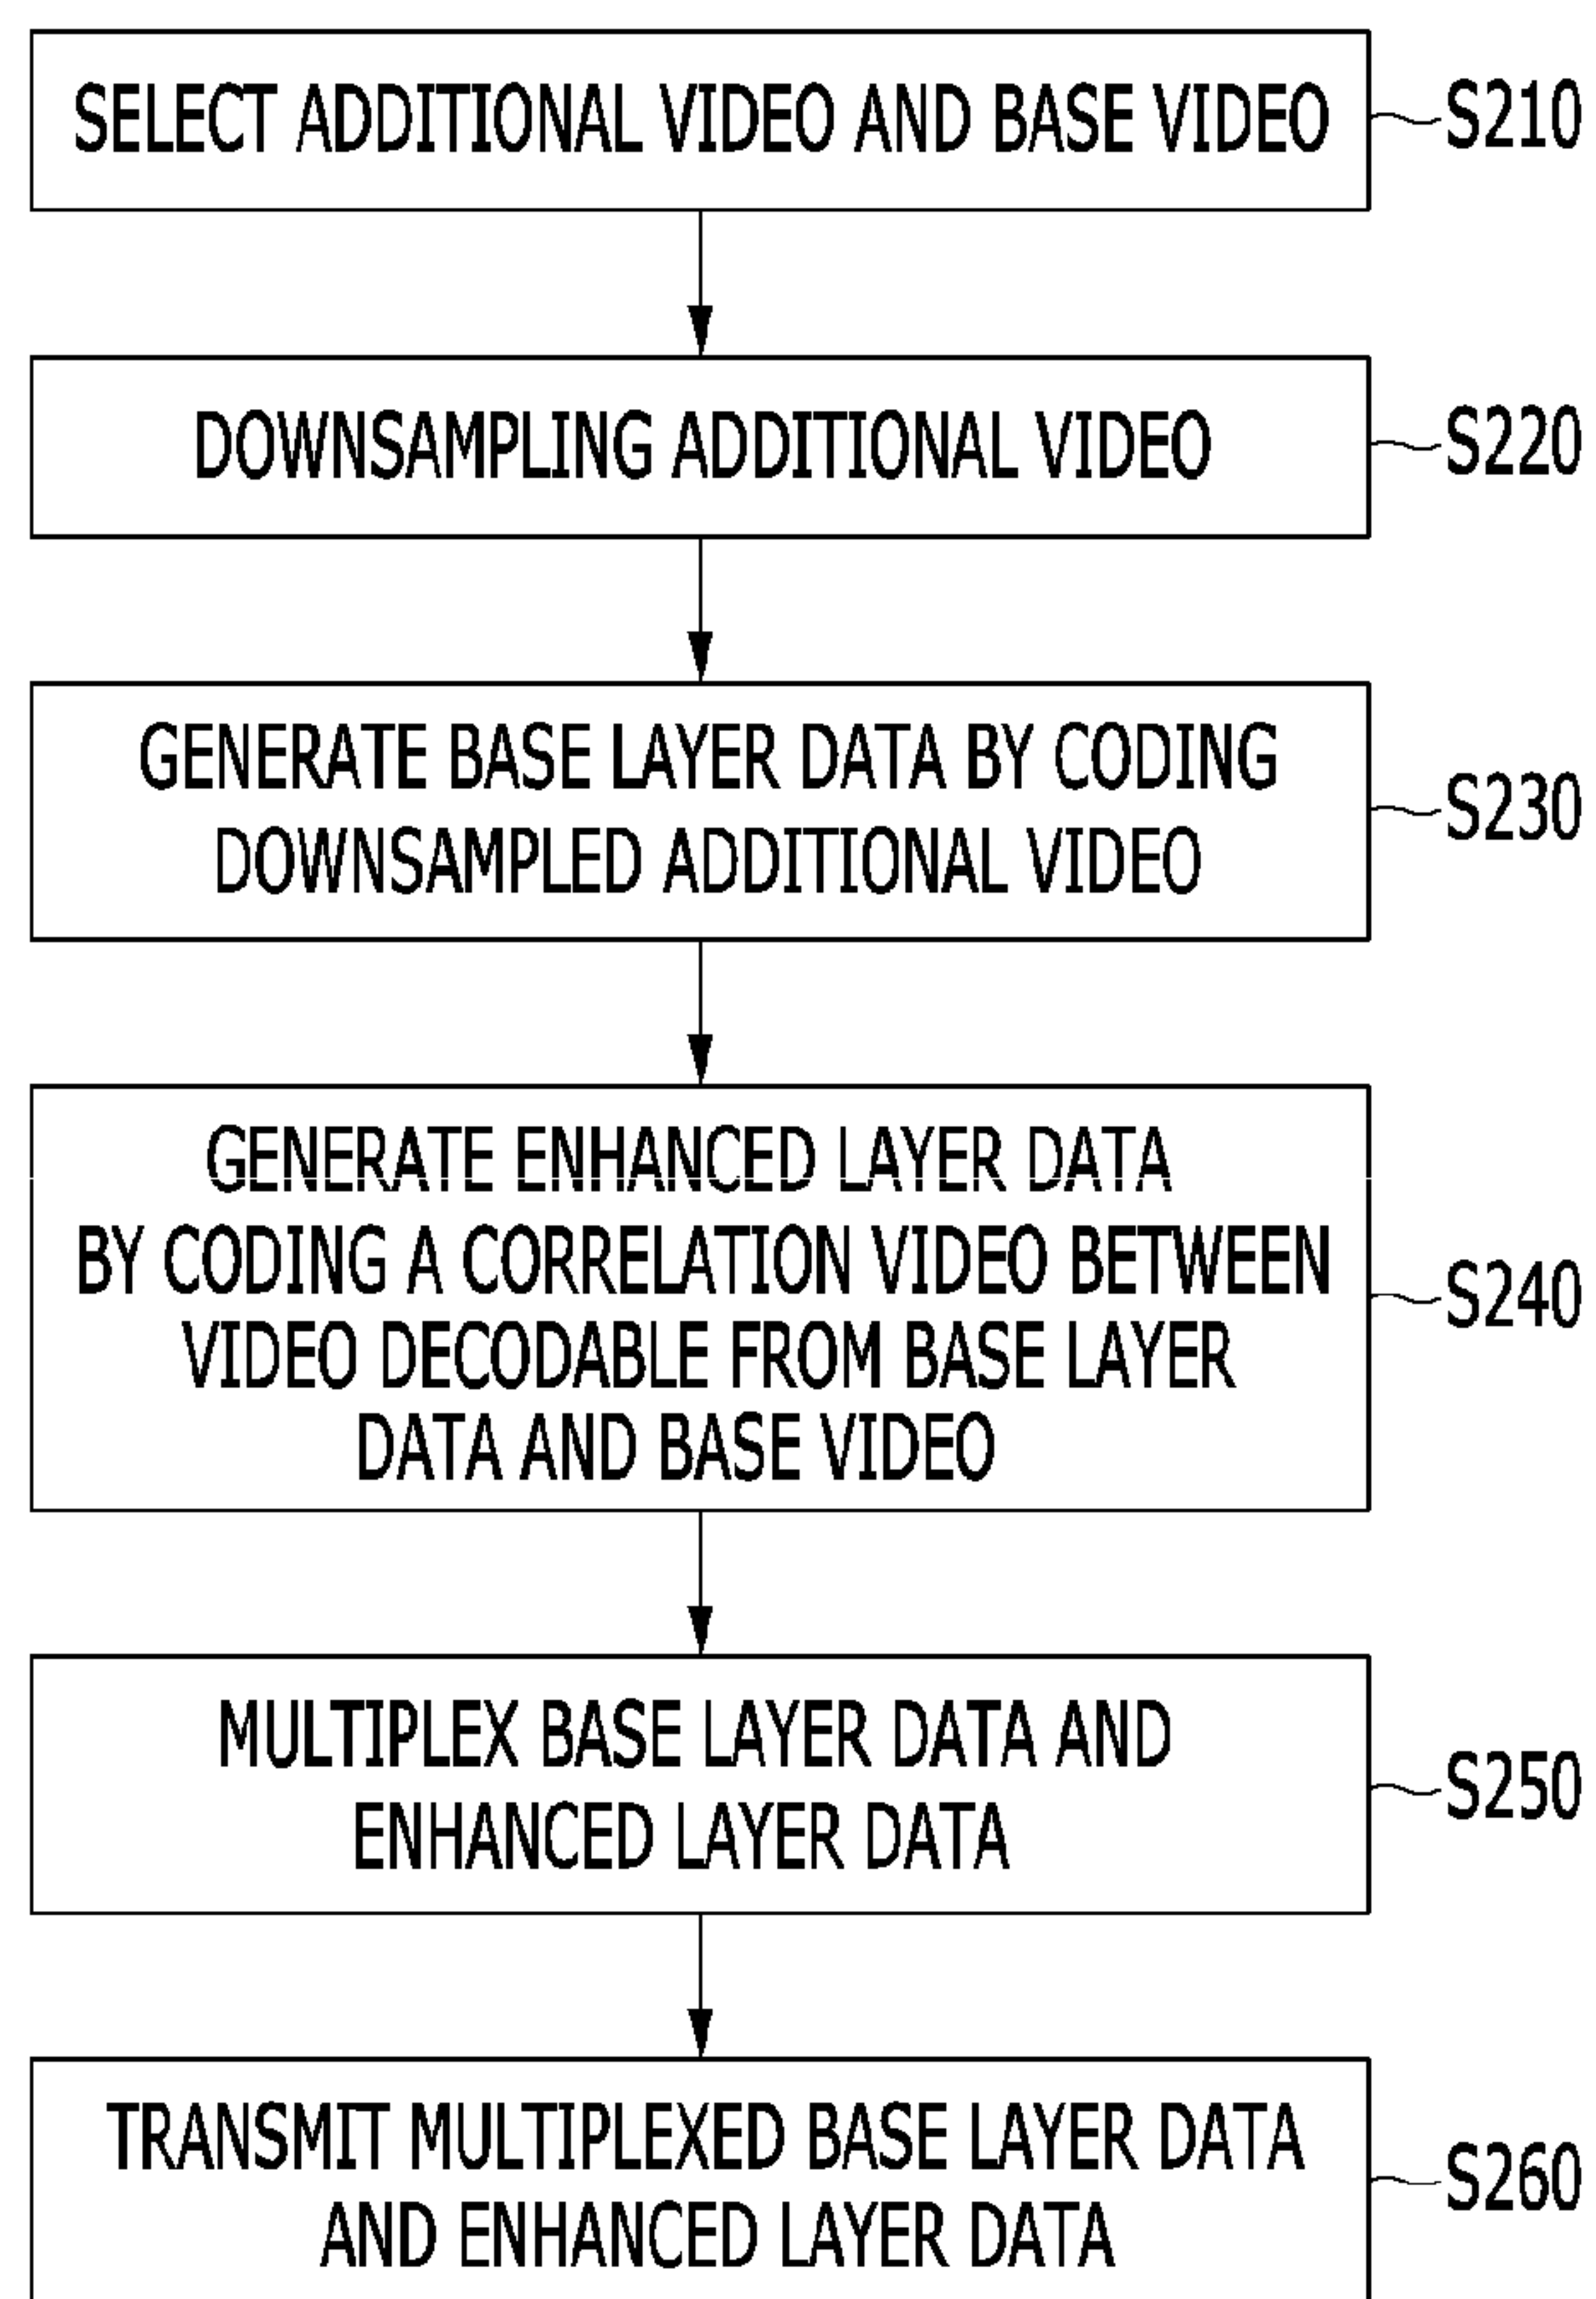 SELECT ADDITIONAL VIDEO AND BASE VIDEO
S210
DOWNSAMPLING ADDITIONAL VIDEO
S220
GENERATE BASE LAYER DATA BY CODING
DOWNSAMPLED ADDITIONAL VIDEO
S230
GENERATE ENHANCED LAYER DATA
BY CODING A CORRELATION VIDEO BETWEEN
VIDEO DECODABLE FROM BASE LAYER
DATA AND BASE VIDEO
S240
MULTIPLEX BASE LAYER DATA AND
ENHANCED LAYER DATA
S250
TRANSMIT MULTIPLEXED BASE LAYER DATA
AND ENHANCED LAYER DATA
S260